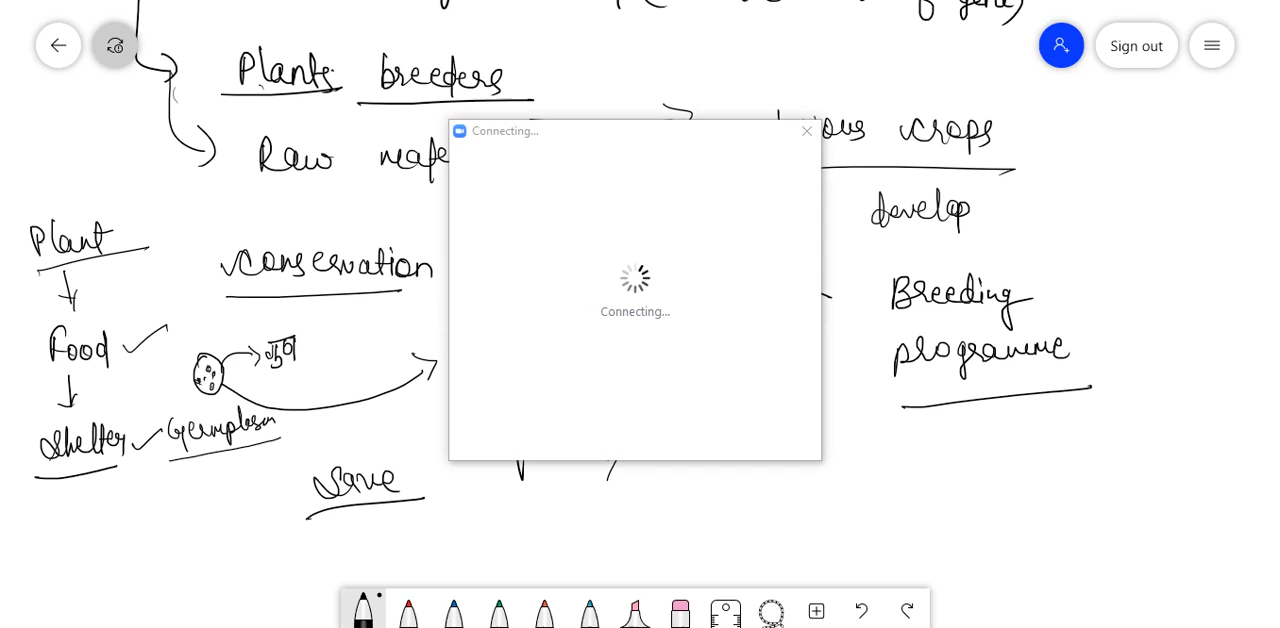 Sign out
Plants breeders
Connecting...
crops
Raw
develop
Plant
conservation
Connecting...
Breeding
Food
programme
Shelter
Germplasm
Save